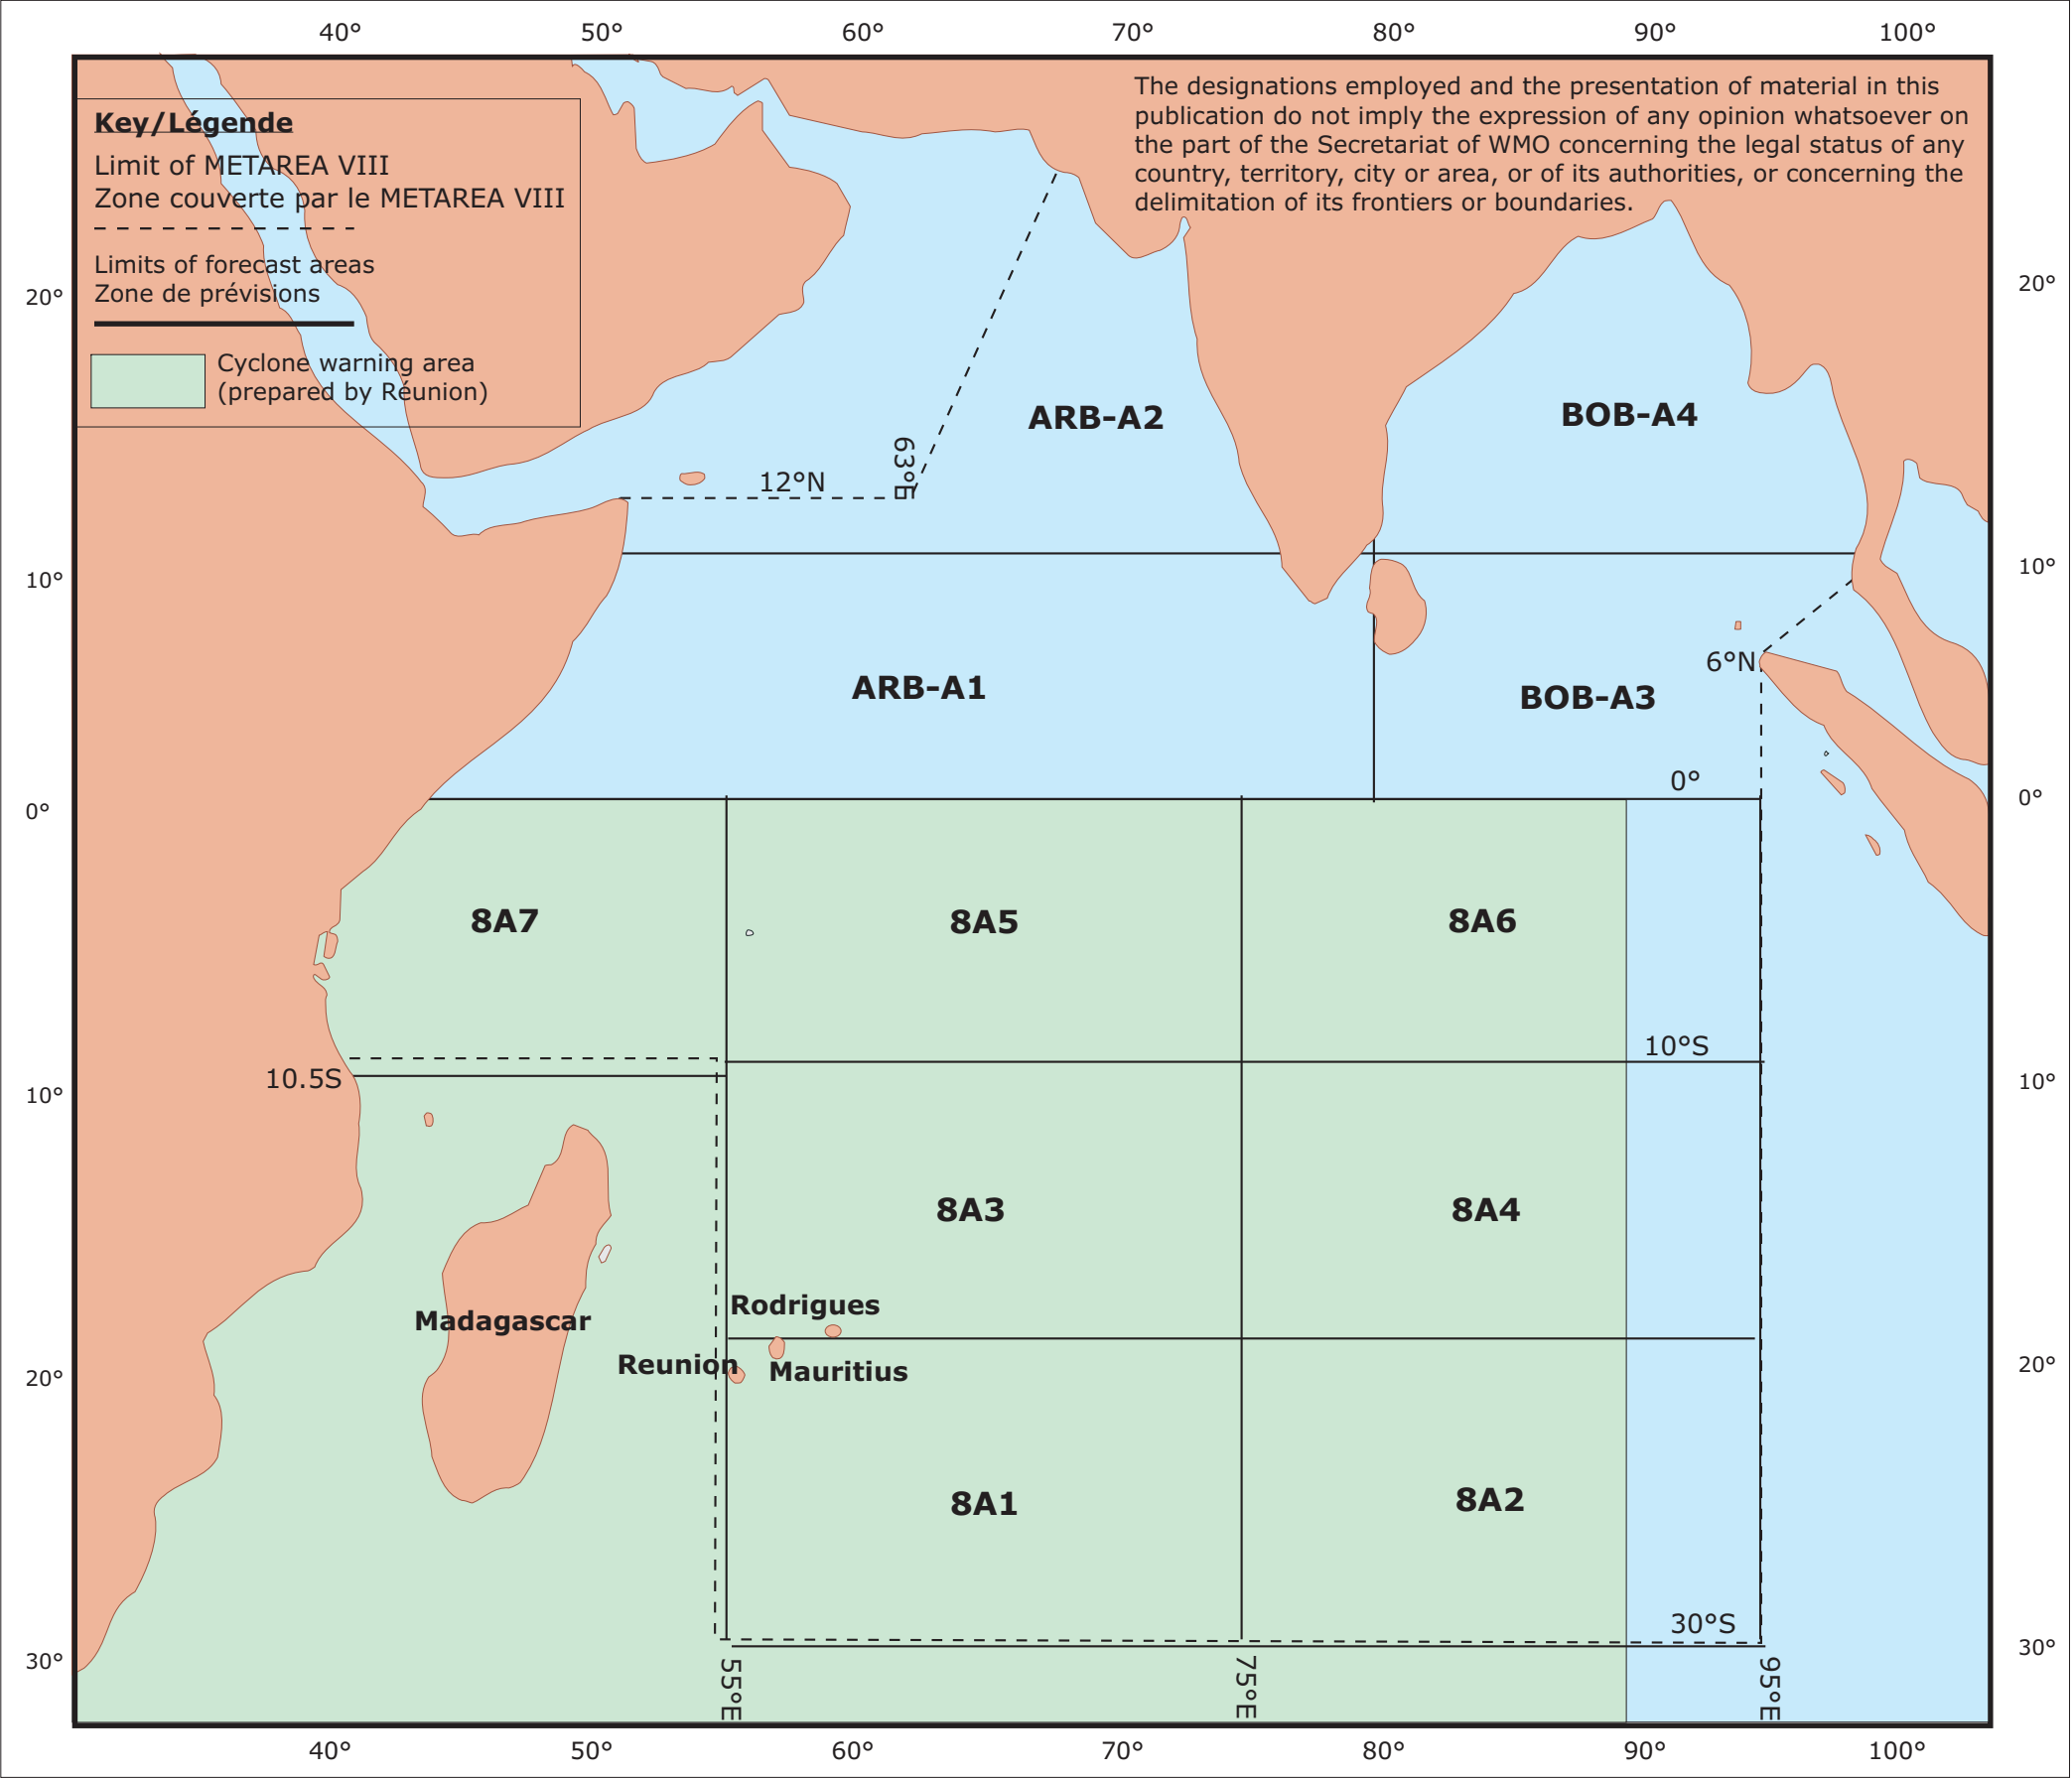 40° 50° 60° 70° 80° 90° 100°
The designations employed and the presentation of material in this
publication do not imply the expression of any opinion whatsoever on
the part of the Secretariat of WMO concerning the legal status of any
country, territory, city or area, or of its authorities, or concerning the
delimitation of its frontiers or boundaries.
Key/Légende
Limit of METAREA VIII
Zone couverte par le METAREA VIII
Limits of forecast areas
Zone de prévisions
Cyclone warning area
(prepared by Réunion)
20° 20°
ARB-A2 BOB-A4
63°E
12°N
10° 10°
6°N
ARB-A1 BOB-A3
0°
0° 0°
8A7 8A5 8A6
10°S
10.5S
10° 10°
8A3 8A4
Rodrigues
Madagascar
Reunion Mauritius
20° 20°
8A1 8A2
30°S
30° 30°
55°E 75°E 95°E
40° 50° 60° 70° 80° 90° 100°